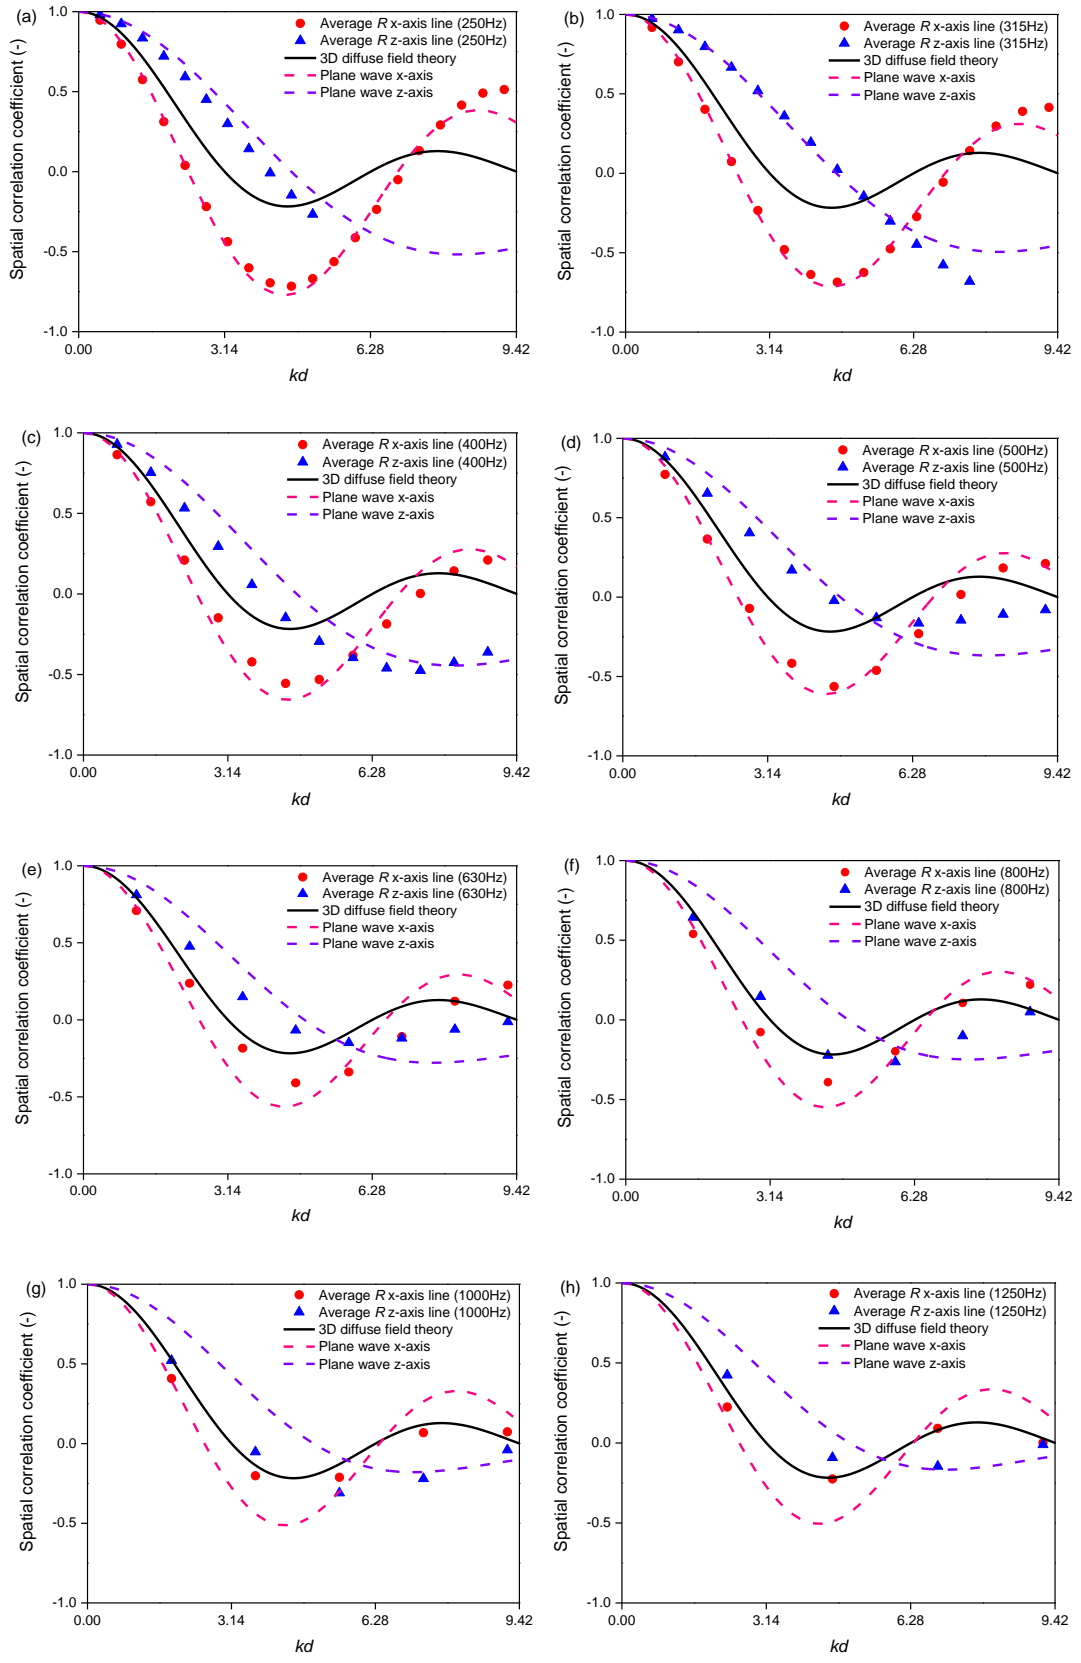 (a)
Average R x-axis line (250Hz)
Average R z-axis line (250Hz)
3D diffuse field theory
Plane wave x-axis
Plane wave z-axis
Spatial correlation coefficient (-)
1.0
0.5
0.0
-0.5
-1.0
0.00
3.14
6.28
9.42
kd
(b)
Average R x-axis line (315Hz)
Average R z-axis line (315Hz)
3D diffuse field theory
Plane wave x-axis
Plane wave z-axis
Spatial correlation coefficient (-)
1.0
0.5
0.0
-0.5
-1.0
0.00
3.14
6.28
9.42
kd
(c)
Average R x-axis line (400Hz)
Average R z-axis line (400Hz)
3D diffuse field theory
Plane wave x-axis
Plane wave z-axis
Spatial correlation coefficient (-)
1.0
0.5
0.0
-0.5
-1.0
0.00
3.14
6.28
9.42
kd
(d)
Average R x-axis line (500Hz)
Average R z-axis line (500Hz)
3D diffuse field theory
Plane wave x-axis
Plane wave z-axis
Spatial correlation coefficient (-)
1.0
0.5
0.0
-0.5
-1.0
0.00
3.14
6.28
9.42
kd
(e)
Average R x-axis line (630Hz)
Average R z-axis line (630Hz)
3D diffuse field theory
Plane wave x-axis
Plane wave z-axis
Spatial correlation coefficient (-)
1.0
0.5
0.0
-0.5
-1.0
0.00
3.14
6.28
9.42
kd
(f)
Average R x-axis line (800Hz)
Average R z-axis line (800Hz)
3D diffuse field theory
Plane wave x-axis
Plane wave z-axis
Spatial correlation coefficient (-)
1.0
0.5
0.0
-0.5
-1.0
0.00
3.14
6.28
9.42
kd
(g)
Average R x-axis line (1000Hz)
Average R z-axis line (1000Hz)
3D diffuse field theory
Plane wave x-axis
Plane wave z-axis
Spatial correlation coefficient (-)
1.0
0.5
0.0
-0.5
-1.0
0.00
3.14
6.28
9.42
kd
(h)
Average R x-axis line (1250Hz)
Average R z-axis line (1250Hz)
3D diffuse field theory
Plane wave x-axis
Plane wave z-axis
Spatial correlation coefficient (-)
1.0
0.5
0.0
-0.5
-1.0
0.00
3.14
6.28
9.42
kd